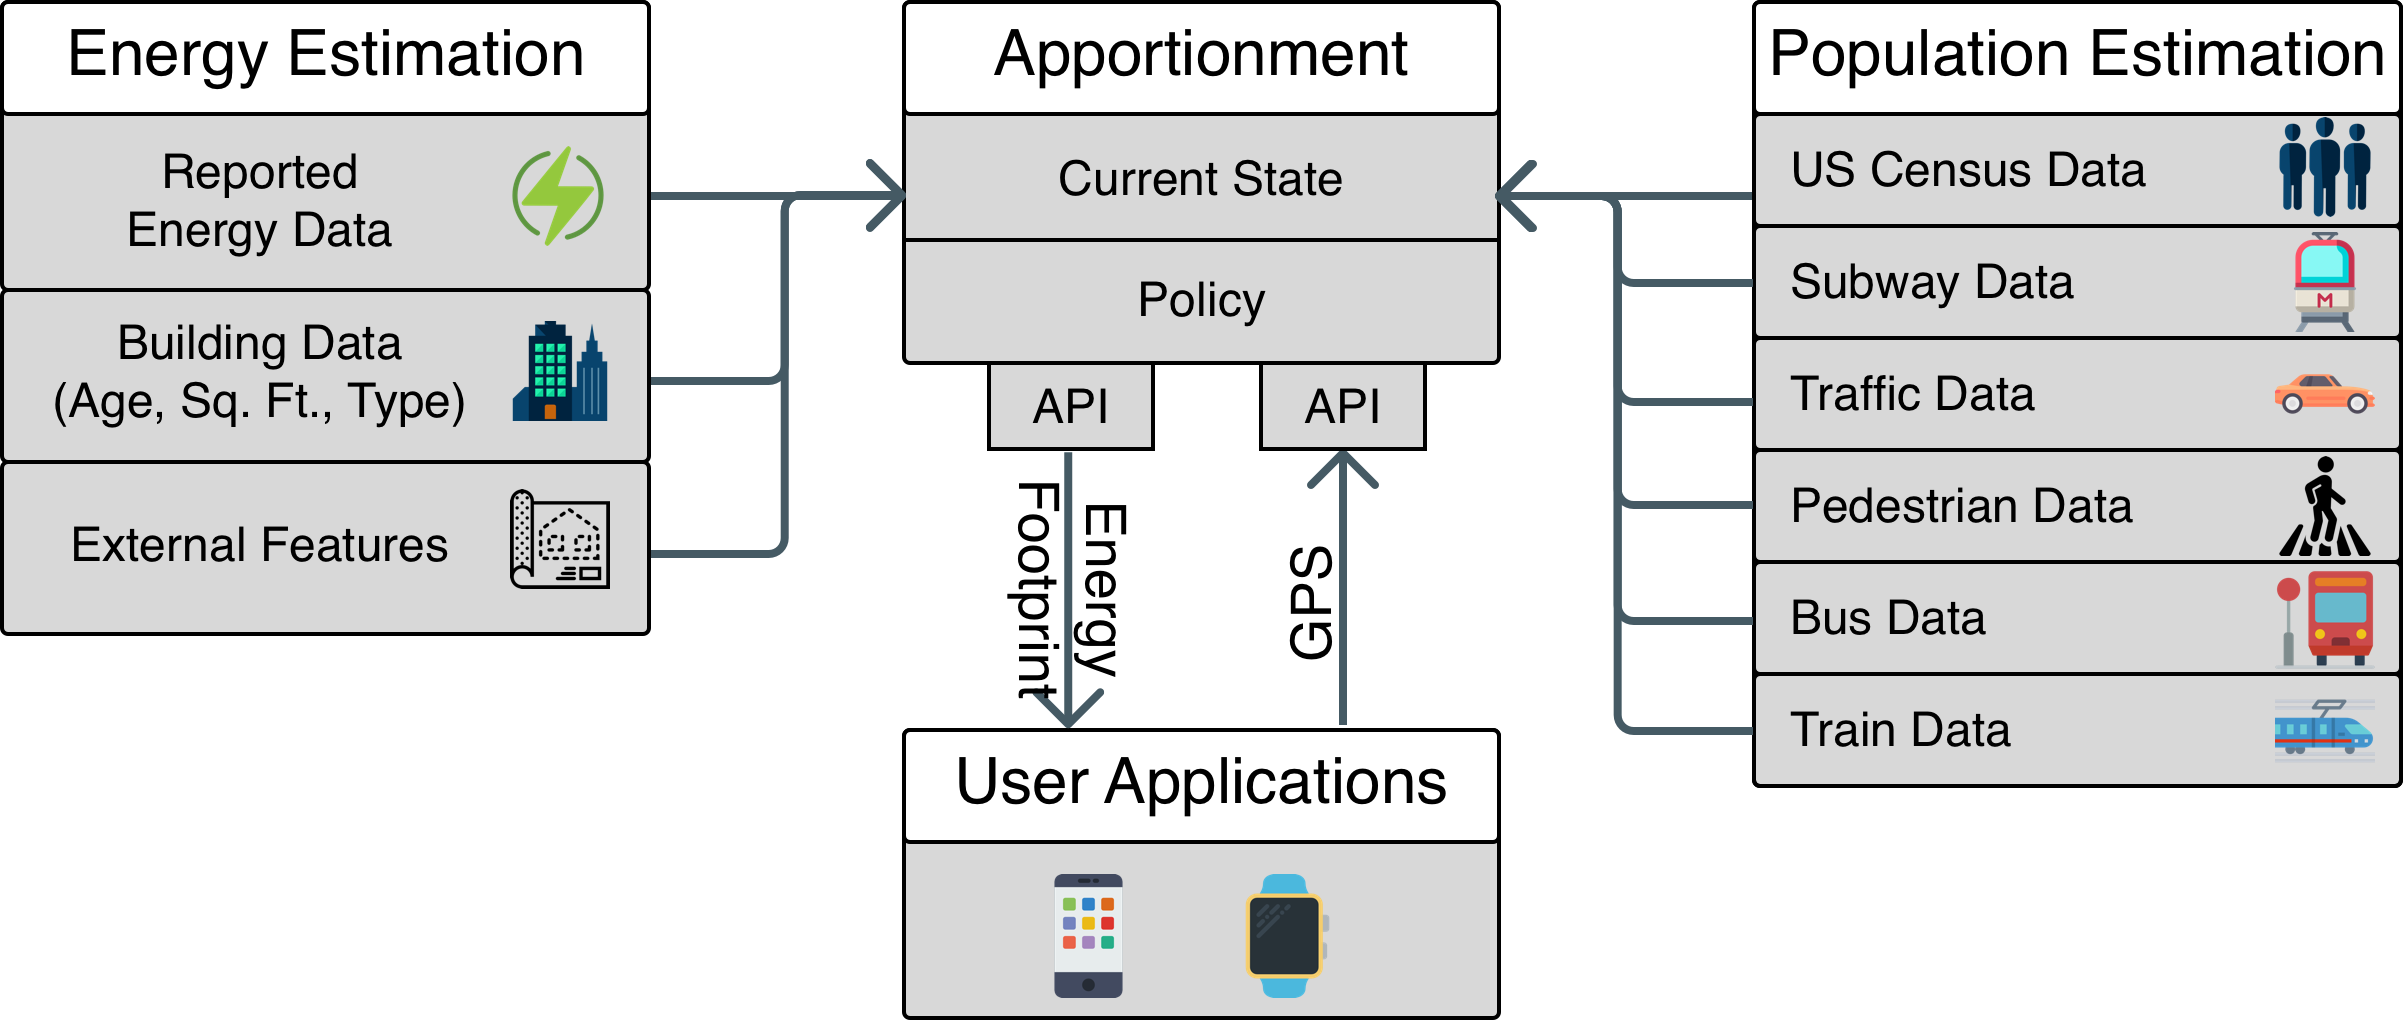 Energy Estimation
Reported
Energy Data
Building Data
(Age, Sq. Ft., Type)
External Features
Apportionment
Current State
Policy
API
API
Energy
Footprint
GPS
User Applications
Population Estimation
US Census Data
Subway Data
M
Traffic Data
Pedestrian Data
Bus Data
Train Data